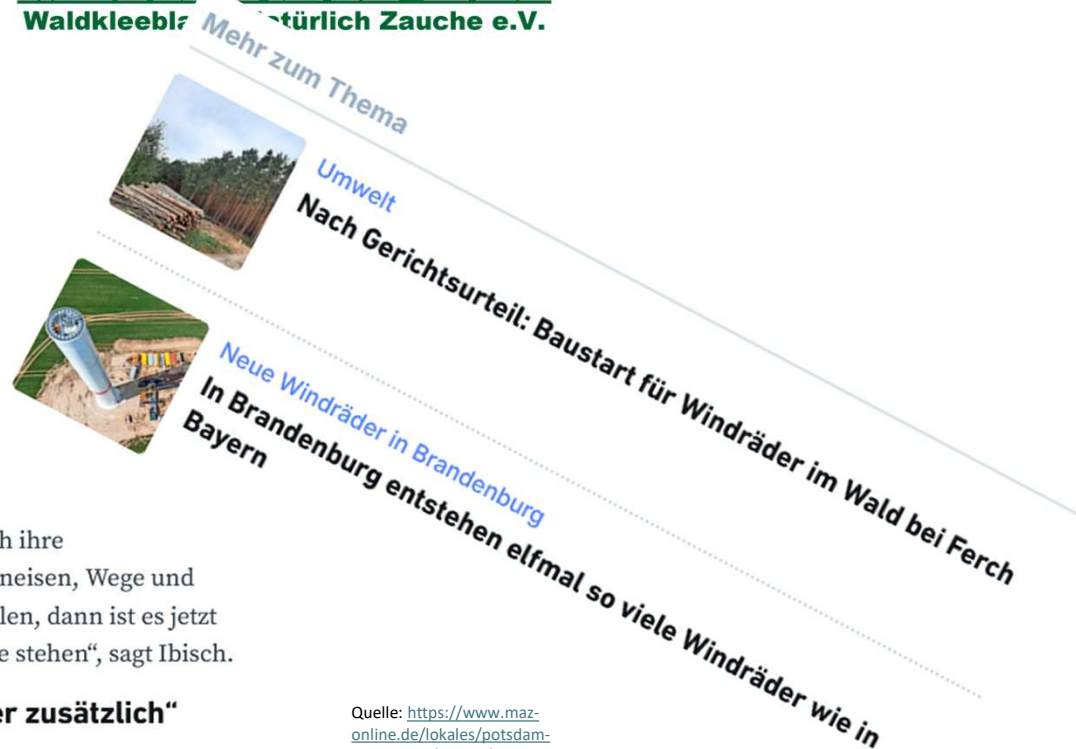 Waldkleebla türlich Zauche e.V.
Mehr zum Thema
Umwelt
Nach Gerichtsurteil: Baustart für Windräder im Wald bei Ferch
Neue Windräder in Brandenburg
In Brandenburg entstehen elfmal so viele Windräder wie in
Bayern
h ihre
neisen, Wege und
len, dann ist es jetzt
e stehen“, sagt Ibisch.
er zusätzlich“
Quelle: https://www.maz-
online.de/lokales/potsdam-